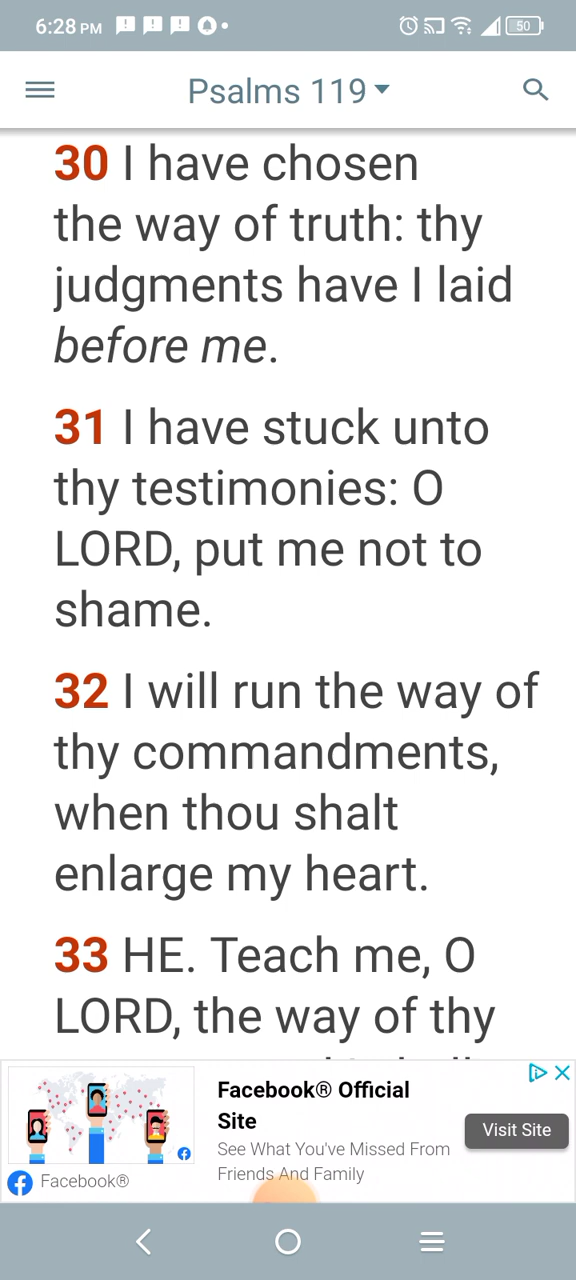 6:28 PM
50
Psalms 119
30 I have chosen
the way of truth: thy
judgments have I laid
before me.
31 I have stuck unto
thy testimonies: O
LORD, put me not to
shame.
32 I will run the way of
thy commandments,
when thou shalt
enlarge my heart.
33 HE. Teach me, O
LORD, the way of thy
Facebook® Official
Site
See What You've Missed From
Friends And Family
Visit Site
Facebook®